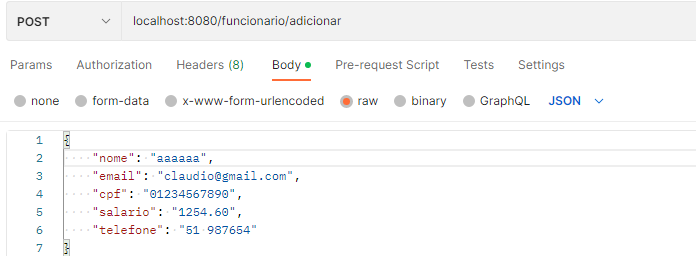 POST localhost:8080/funcionario/adicionar
Params Authorization Headers (8) Body Pre-request Script Tests Settings
none form-data x-www-form-urlencoded raw binary GraphQL JSON
1 {
2 "nome": "aaaaaa",
3 "email": "claudio@gmail.com",
4 "cpf": "01234567890",
5 "salario": "1254.60",
6 "telefone": "51 987654"
7 }